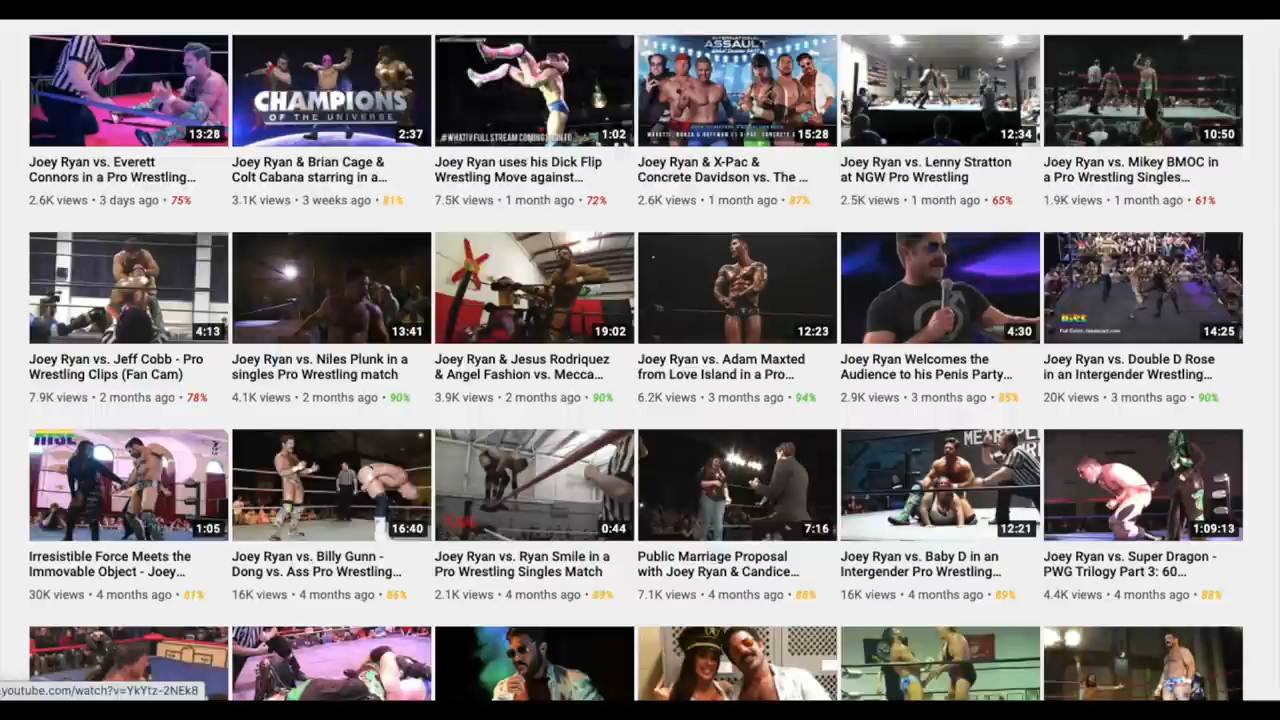 INTERNATIONAL
ASSAULT
CHAMPIONS
OF THE UNIVERSE
13:28
2:37
1:02
15:28
12:34
10:50
Joey Ryan vs. Everett
Connors in a Pro Wrestling...
2.6K views • 3 days ago • 75%
Joey Ryan & Brian Cage &
Colt Cabana starring in a...
3.1K views • 3 weeks ago • 81%
Joey Ryan uses his Dick Flip
Wrestling Move against...
7.5K views • 1 month ago • 72%
Joey Ryan & X-Pac &
Concrete Davidson vs. The ...
2.6K views • 1 month ago • 87%
Joey Ryan vs. Lenny Stratton
at NGW Pro Wrestling
2.5K views • 1 month ago • 65%
Joey Ryan vs. Mikey BMOC in
a Pro Wrestling Singles...
1.9K views • 1 month ago • 61%
RISE
4:13
13:41
19:02
12:23
4:30
14:25
Joey Ryan vs. Jeff Cobb - Pro
Wrestling Clips (Fan Cam)
7.9K views • 2 months ago • 78%
Joey Ryan vs. Niles Plunk in a
singles Pro Wrestling match
4.1K views • 2 months ago • 90%
Joey Ryan & Jesus Rodriquez
& Angel Fashion vs. Mecca...
3.9K views • 2 months ago • 90%
Joey Ryan vs. Adam Maxted
from Love Island in a Pro...
6.2K views • 3 months ago • 94%
Joey Ryan Welcomes the
Audience to his Penis Party...
2.9K views • 3 months ago • 85%
Joey Ryan vs. Double D Rose
in an Intergender Wrestling...
20K views • 3 months ago • 90%
RISE
1:05
16:40
0:44
7:16
12:21
1:09:13
Irresistible Force Meets the
Immovable Object - Joey...
30K views • 4 months ago • 81%
Joey Ryan vs. Billy Gunn -
Dong vs. Ass Pro Wrestling...
16K views • 4 months ago • 86%
Joey Ryan vs. Ryan Smile in a
Pro Wrestling Singles Match
2.1K views • 4 months ago • 89%
Public Marriage Proposal
with Joey Ryan & Candice...
7.1K views • 4 months ago • 88%
Joey Ryan vs. Baby D in an
Intergender Pro Wrestling...
16K views • 4 months ago • 89%
Joey Ryan vs. Super Dragon -
PWG Trilogy Part 3: 60...
4.4K views • 4 months ago • 88%
youtube.com/watch?v=YkYtz-2NEk8